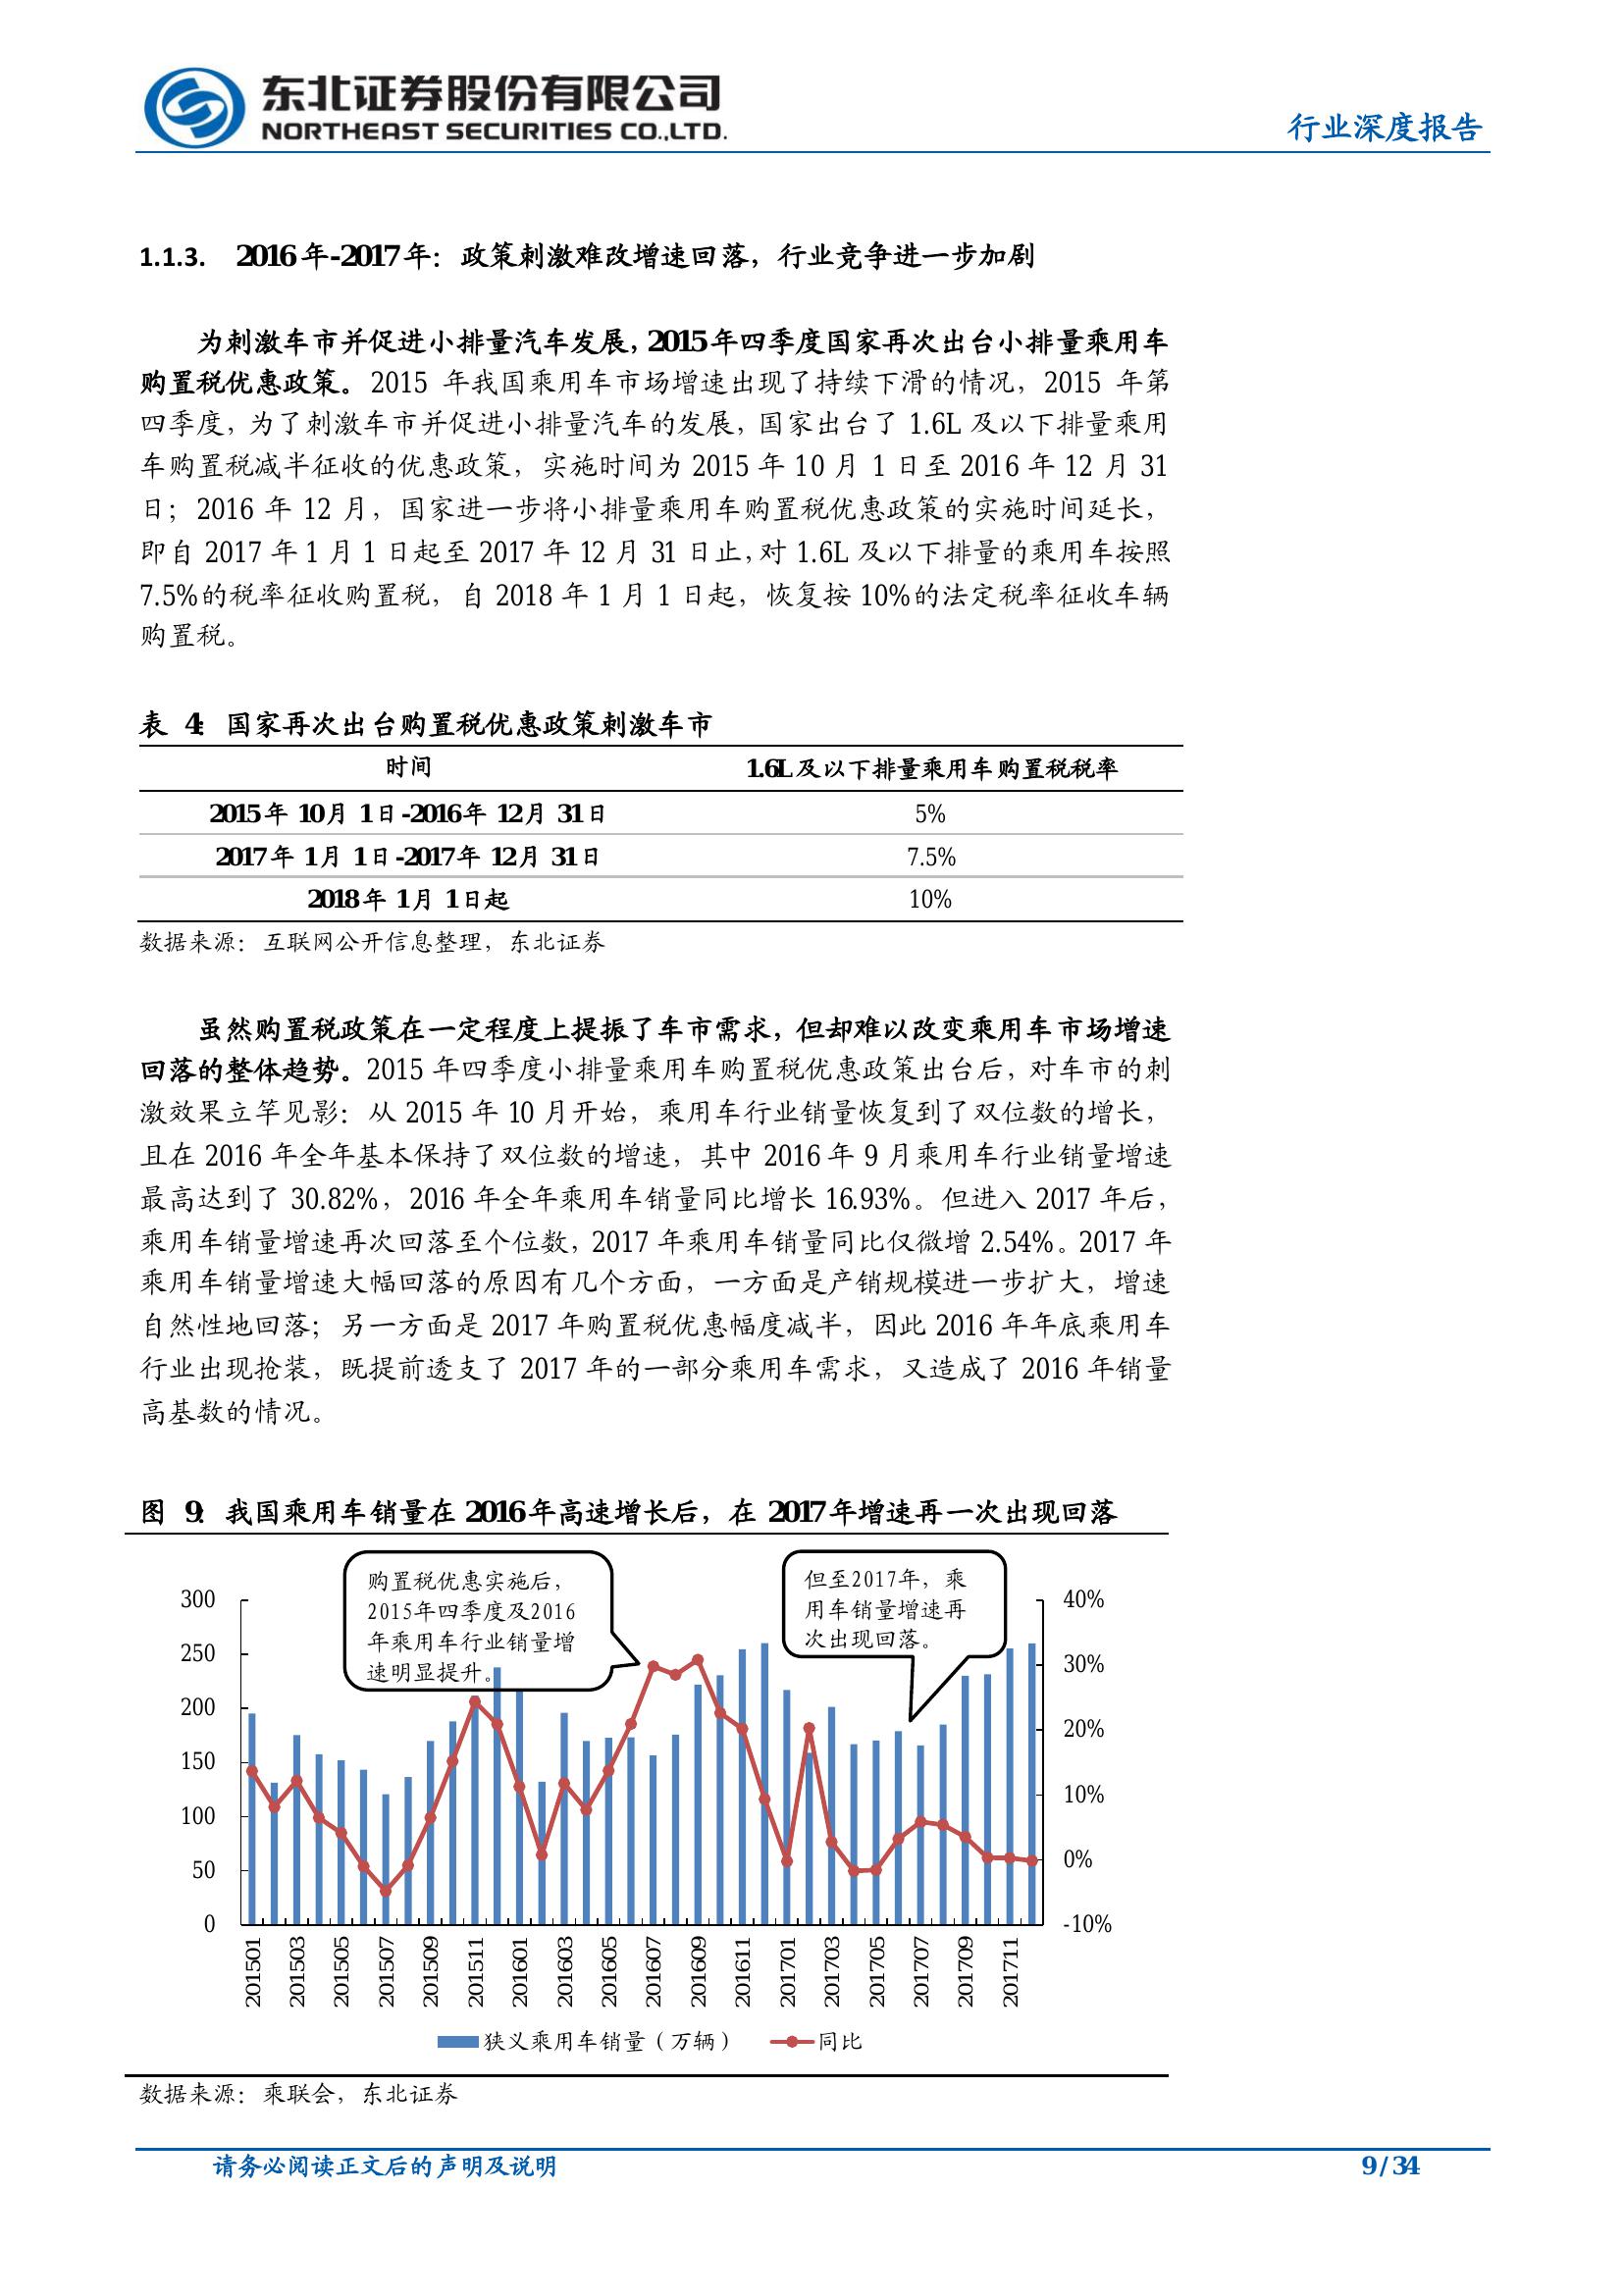 东北证券股份有限公司
NORTHEAST SECURITIES CO.,LTD.
行业深度报告
1.1.3. 2016年-2017年：政策刺激难改增速回落，行业竞争进一步加剧
为刺激车市并促进小排量汽车发展，2015年四季度国家再次出台小排量乘用车
购置税优惠政策。2015 年我国乘用车市场增速出现了持续下滑的情况，2015 年第
四季度，为了刺激车市并促进小排量汽车的发展，国家出台了 1.6L 及以下排量乘用
车购置税减半征收的优惠政策，实施时间为 2015 年 10 月 1 日至 2016 年 12 月 31
日；2016 年 12 月，国家进一步将小排量乘用车购置税优惠政策的实施时间延长，
即自 2017 年 1 月 1 日起至 2017 年 12 月 31 日止，对 1.6L 及以下排量的乘用车按照
7.5%的税率征收购置税，自 2018 年 1 月 1 日起，恢复按 10%的法定税率征收车辆
购置税。
表 4：国家再次出台购置税优惠政策刺激车市
时间 1.6L及以下排量乘用车购置税税率
2015年 10月 1日-2016年 12月 31日 5%
2017年 1月 1日-2017年 12月 31日 7.5%
2018年 1月 1日起 10%
数据来源：互联网公开信息整理，东北证券
虽然购置税政策在一定程度上提振了车市需求，但却难以改变乘用车市场增速
回落的整体趋势。2015 年四季度小排量乘用车购置税优惠政策出台后，对车市的刺
激效果立竿见影：从 2015 年 10 月开始，乘用车行业销量恢复到了双位数的增长，
且在 2016 年全年基本保持了双位数的增速，其中 2016 年 9 月乘用车行业销量增速
最高达到了 30.82%，2016 年全年乘用车销量同比增长 16.93%。但进入 2017 年后，
乘用车销量增速再次回落至个位数，2017 年乘用车销量同比仅微增 2.54%。2017 年
乘用车销量增速大幅回落的原因有几个方面，一方面是产销规模进一步扩大，增速
自然性地回落；另一方面是 2017 年购置税优惠幅度减半，因此 2016 年年底乘用车
行业出现抢装，既提前透支了 2017 年的一部分乘用车需求，又造成了 2016 年销量
高基数的情况。
图 9：我国乘用车销量在 2016年高速增长后，在 2017年增速再一次出现回落
购置税优惠实施后，
2015年四季度及2016
年乘用车行业销量增
速明显提升。
但至2017年，乘
用车销量增速再
次出现回落。
300
250
200
150
100
50
0
40%
30%
20%
10%
0%
-10%
201501
201503
201505
201507
201509
201511
201601
201603
201605
201607
201609
201611
201701
201703
201705
201707
201709
201711
狭义乘用车销量（万辆） 同比
数据来源：乘联会，东北证券
请务必阅读正文后的声明及说明 9 / 34